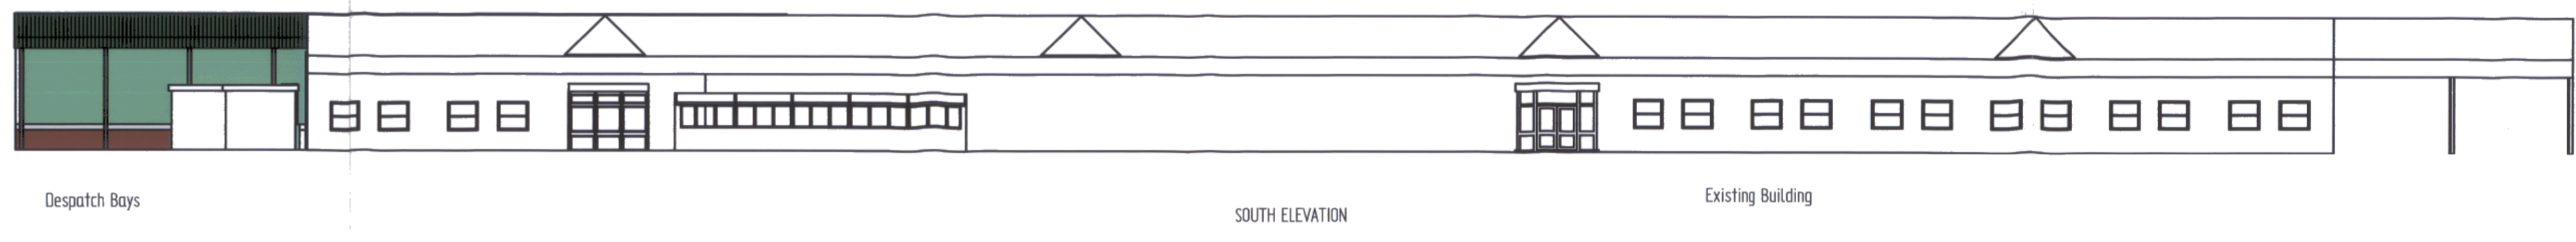 Despatch Bays
Existing Building
SOUTH ELEVATION